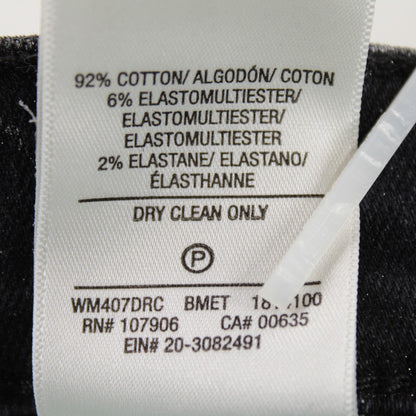 92% COTTON/ ALGODÓN/ COTON
6% ELASTOMULTIESTER/
ELASTOMULTIESTER/
ELASTOMULTIESTER
2% ELASTANE/ ELASTANO/
ÉLASTHANNE
DRY CLEAN ONLY
P
WM407DRC BMET
RN# 107906 CA# 00635
EIN# 20-3082491